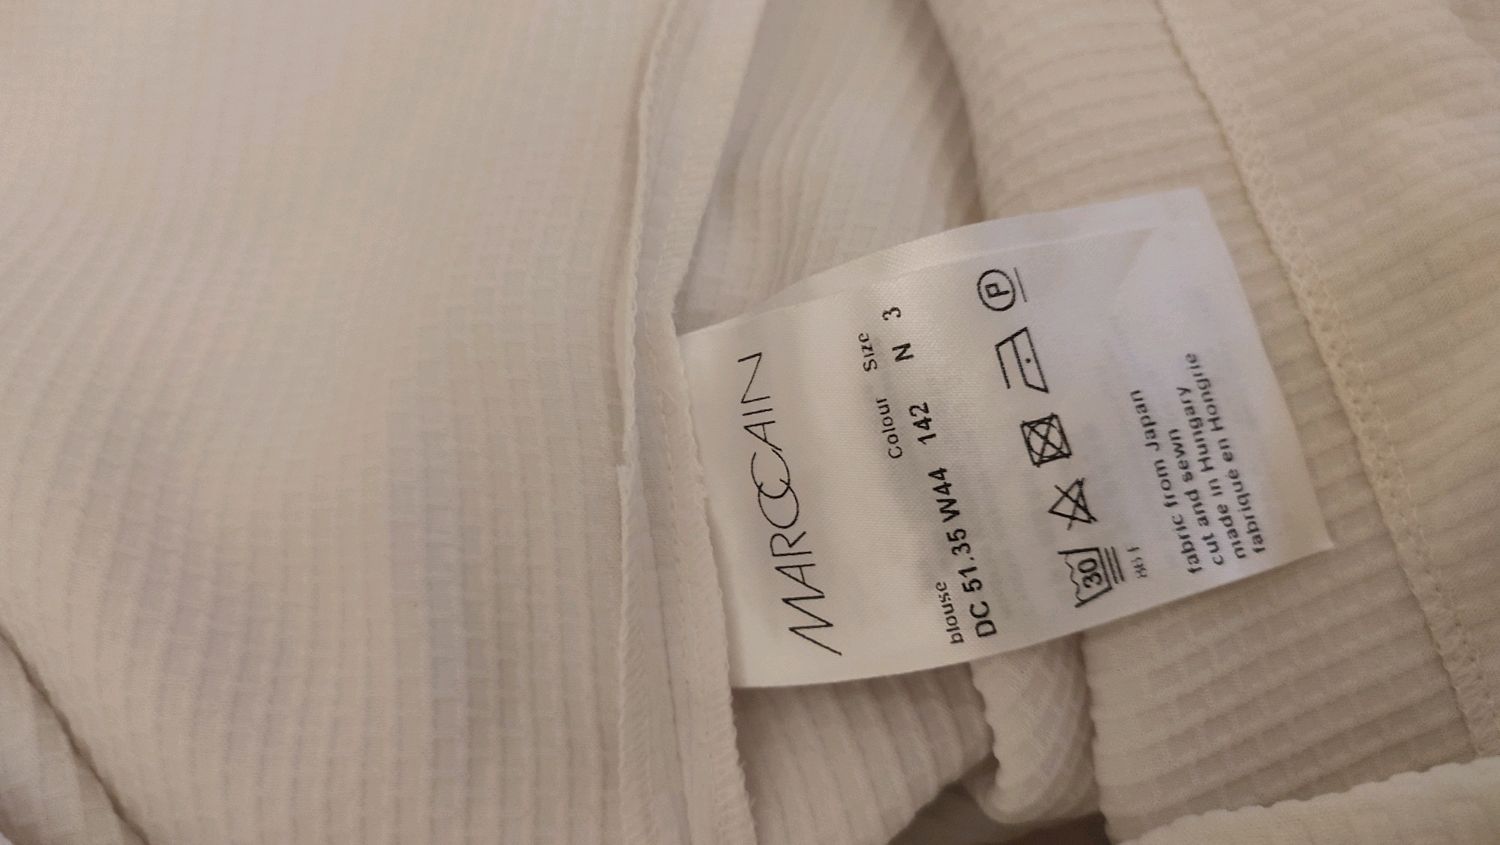 MARCCAIN
Colour Size
blouse
DC 51.35 W44 142 N 3
30
P
fabric from Japan
cut and sewn
made in Hungary
fabrique en Hongrie